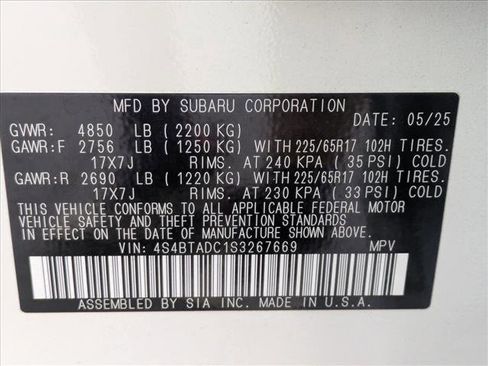 MFD BY SUBARU CORPORATION
DATE: 05/25
GVWR: 4850 LB (2200 KG)
GAWR:F 2756 LB (1250 KG) WITH 225/65R17 102H TIRES.
17X7J RIMS. AT 240 KPA (35 PSI) COLD
GAWR:R 2690 LB (1220 KG) WITH 225/65R17 102H TIRES.
17X7J RIMS. AT 230 KPA (33 PSI) COLD
THIS VEHICLE CONFORMS TO ALL APPLICABLE FEDERAL MOTOR
VEHICLE SAFETY AND THEFT PREVENTION STANDARDS
IN EFFECT ON THE DATE OF MANUFACTURE SHOWN ABOVE.
VIN: 4S4BTADC1S3267669 MPV
ASSEMBLED BY SIA INC. MADE IN U.S.A.